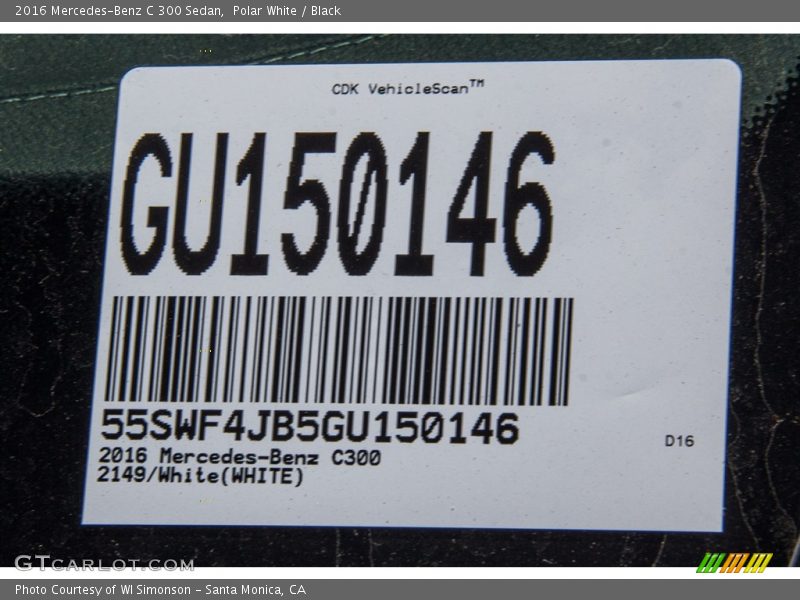 2016 Mercedes-Benz C 300 Sedan,  Polar White / Black
CDK VehicleScan™
GU150146
55SWF4JB5GU150146
2016 Mercedes-Benz C300
2149/White(WHITE)
D16
GTcarlot.com
Photo Courtesy of WI Simonson - Santa Monica, CA